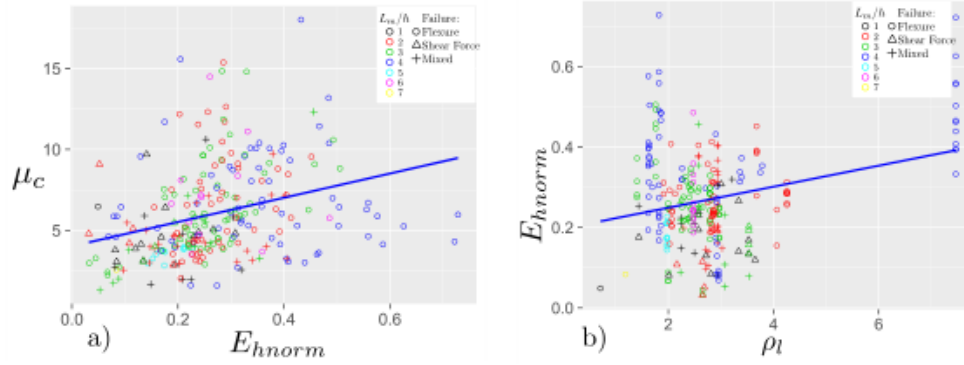 L_m/h Failure:
1 Flexure
2 Shear Force
3 Mixed
4
5
6
7
15
10
5
μ_c
0.0 0.2 0.4 0.6
a) E_hnorm
L_m/h Failure:
1 Flexure
2 Shear Force
3 Mixed
4
5
6
7
0.6
0.4
0.2
0.0
E_hnorm
2 4 6
b) ρ_l